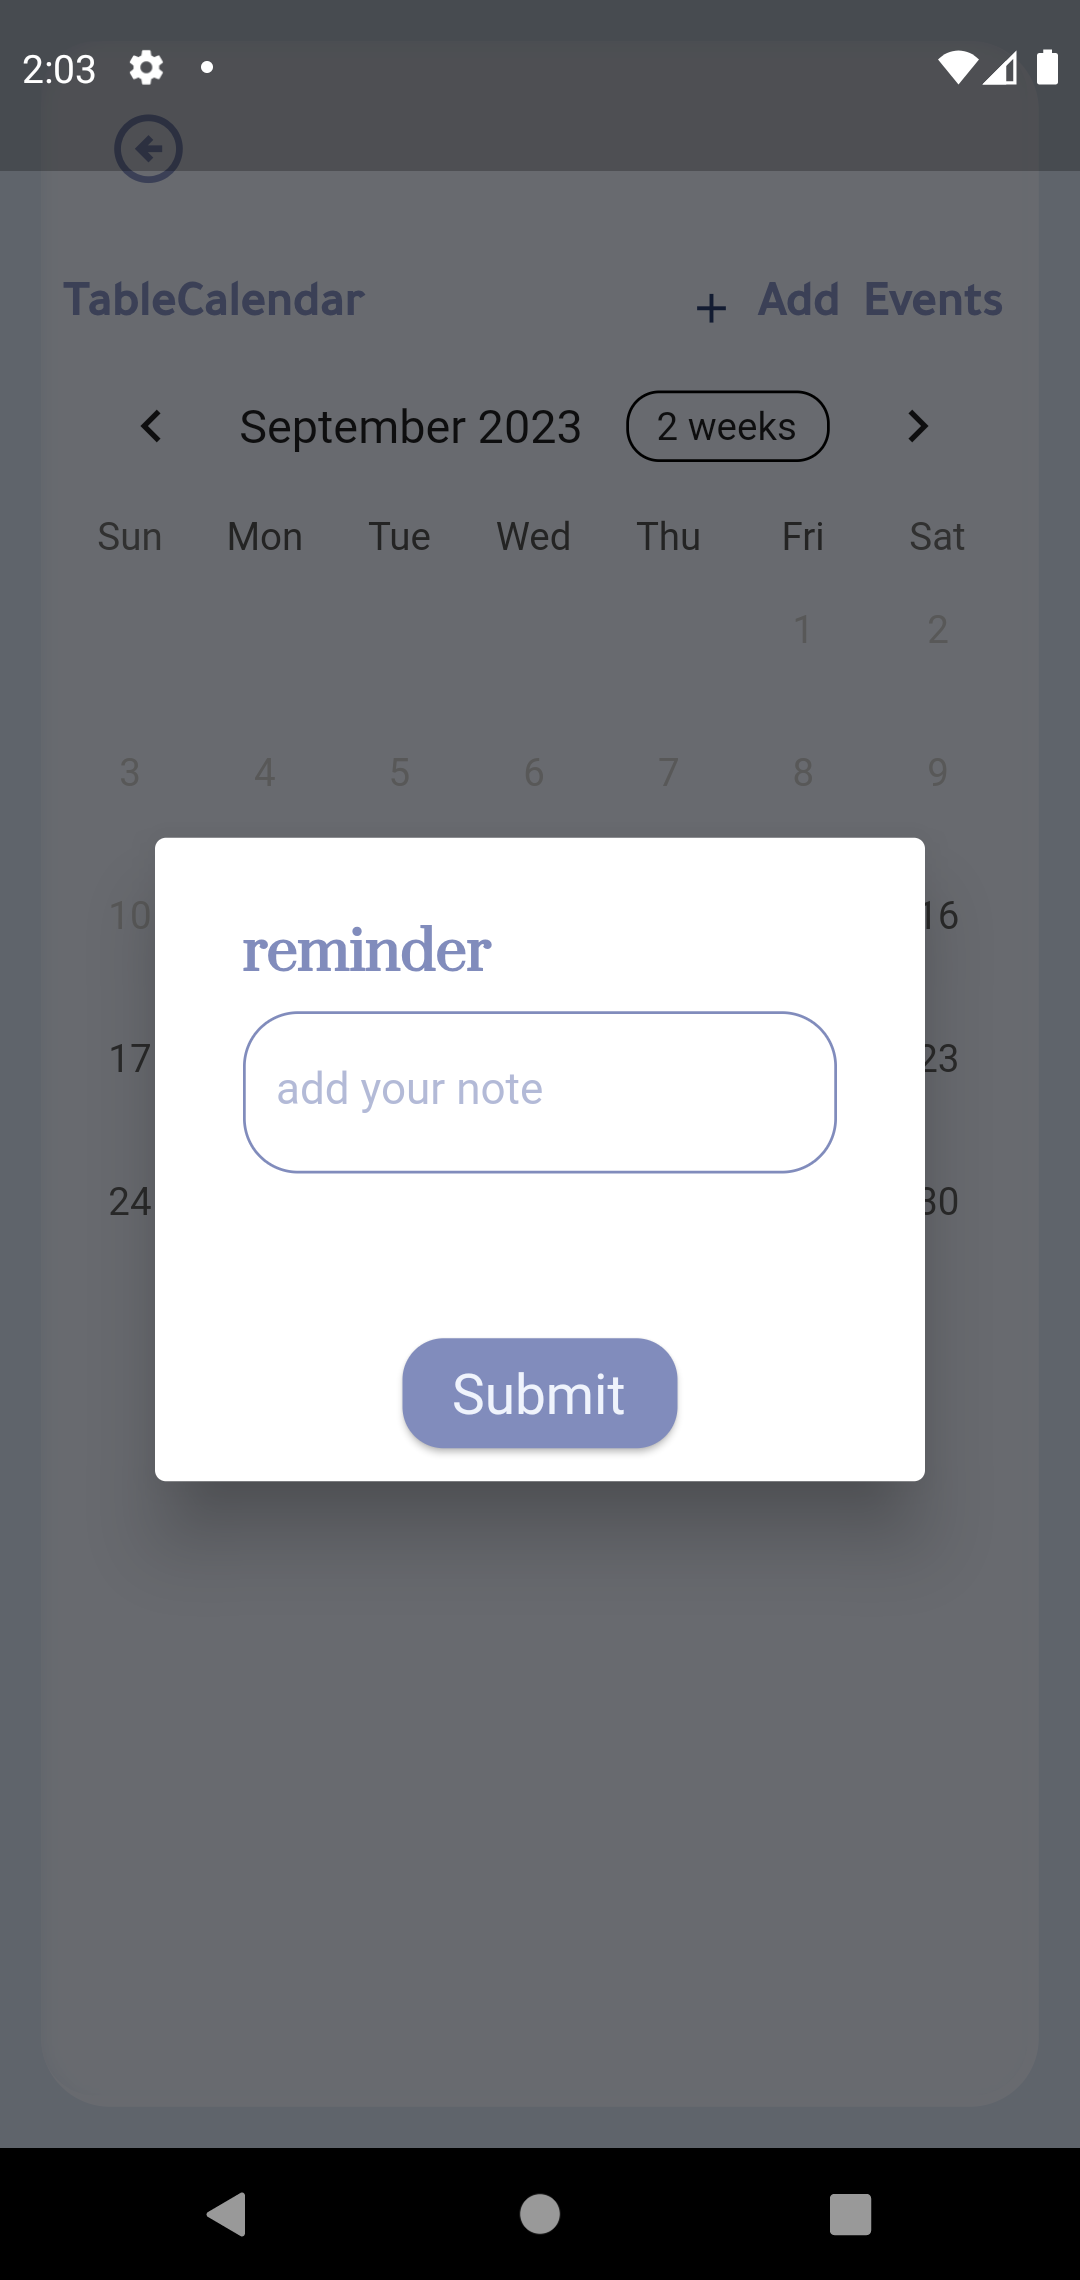 2:03
TableCalendar + Add Events
September 2023 2 weeks
Sun Mon Tue Wed Thu Fri Sat
1 2
3 4 5 6 7 8 9
10 16
reminder
17 23
add your note
24 30
Submit